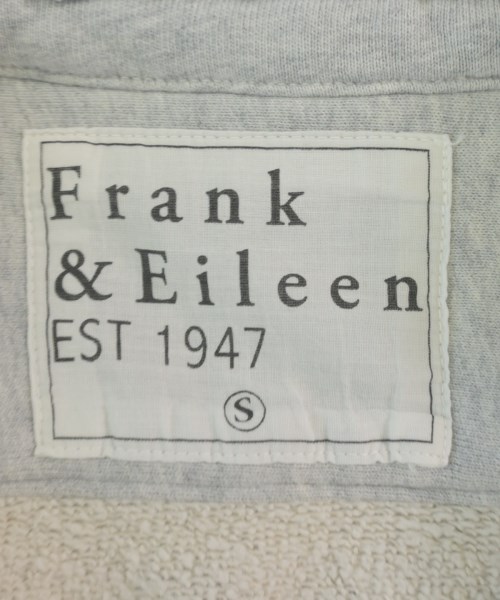 Frank
& Eileen
EST 1947
S